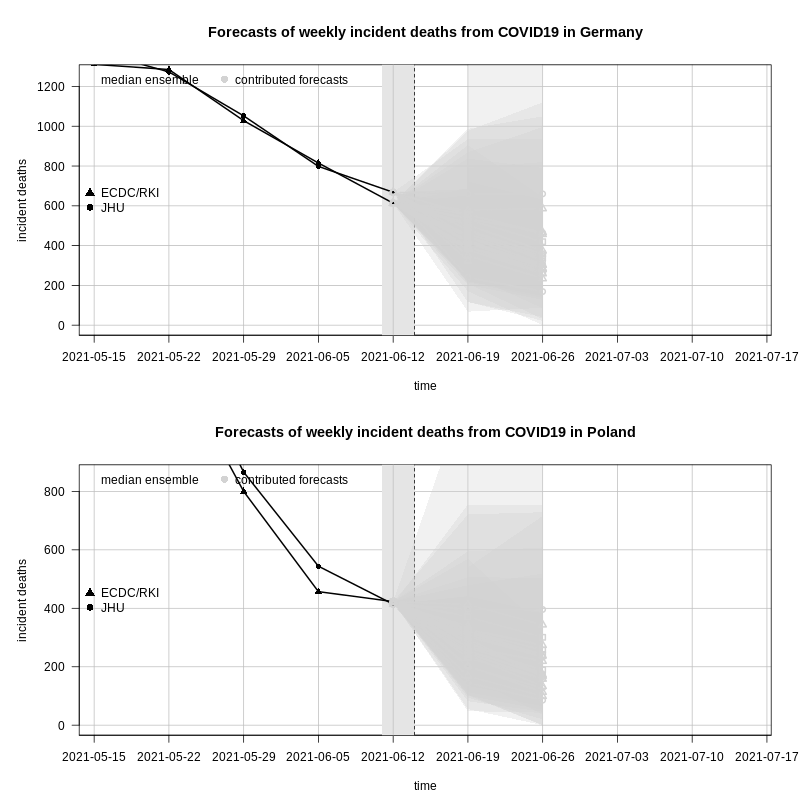 Forecasts of weekly incident deaths from COVID19 in Germany
median ensemble contributed forecasts
1200
1000
800
600
400
200
0
incident deaths
ECDC/RKI
JHU
2021-05-15 2021-05-22 2021-05-29 2021-06-05 2021-06-12 2021-06-19 2021-06-26 2021-07-03 2021-07-10 2021-07-17
time
Forecasts of weekly incident deaths from COVID19 in Poland
median ensemble contributed forecasts
800
600
400
200
0
incident deaths
ECDC/RKI
JHU
2021-05-15 2021-05-22 2021-05-29 2021-06-05 2021-06-12 2021-06-19 2021-06-26 2021-07-03 2021-07-10 2021-07-17
time